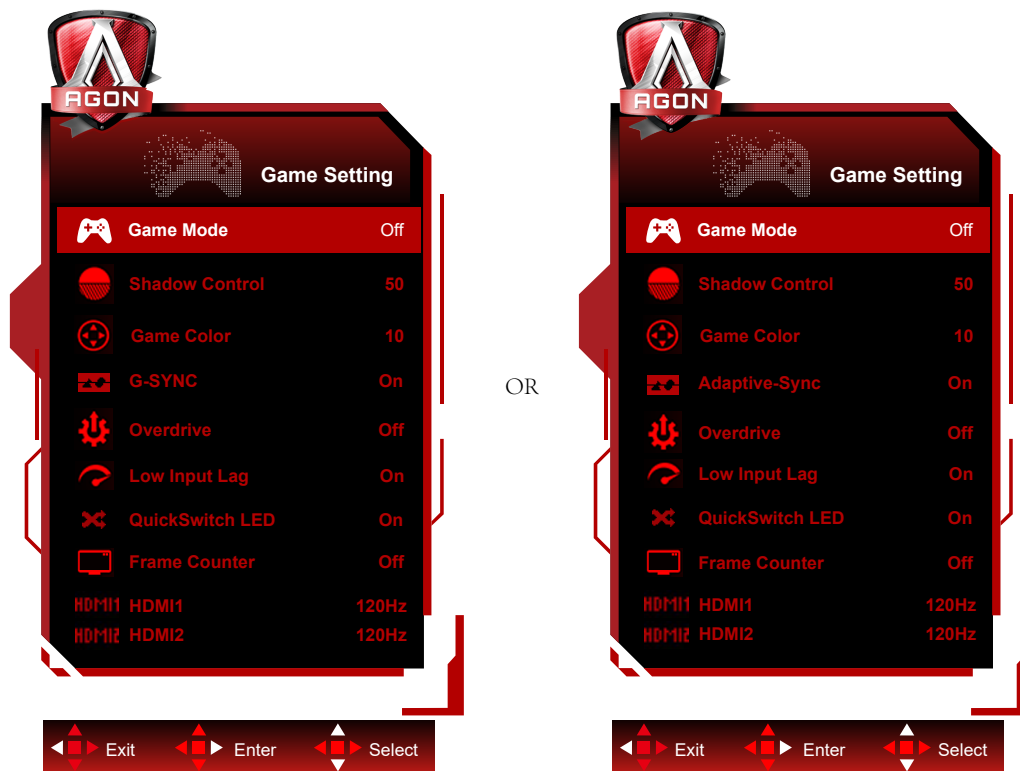 AGON
Game Setting
Game Mode Off
Shadow Control 50
Game Color 10
G-SYNC On
Overdrive Off
Low Input Lag On
QuickSwitch LED On
Frame Counter Off
HDMI1 HDMI1 120Hz
HDMI2 HDMI2 120Hz
Exit Enter Select
OR
AGON
Game Setting
Game Mode Off
Shadow Control 50
Game Color 10
Adaptive-Sync On
Overdrive Off
Low Input Lag On
QuickSwitch LED On
Frame Counter Off
HDMI1 HDMI1 120Hz
HDMI2 HDMI2 120Hz
Exit Enter Select